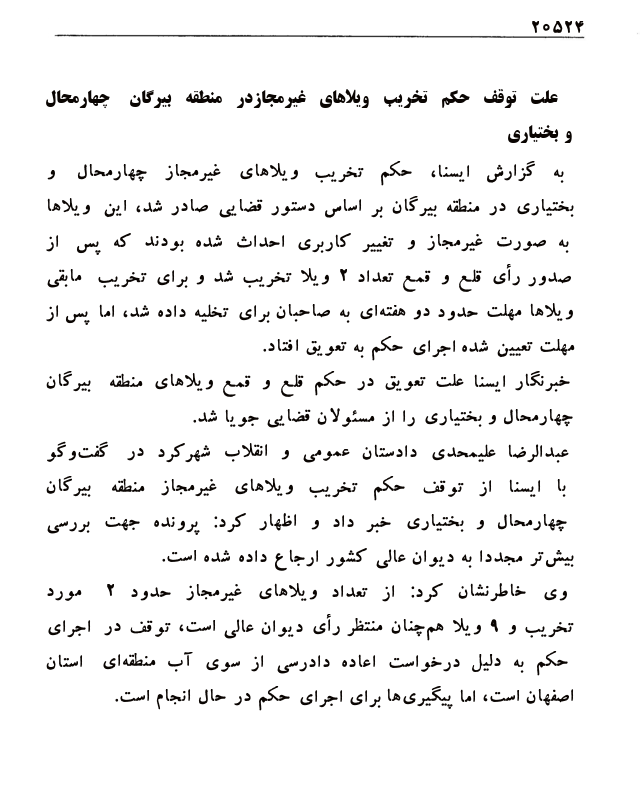 ۲۰۵۲۴
علت توقف حکم تخریب ویلاهای غیرمجازدر منطقه بیرگان چهارمحال
و بختیاری
به گزارش ایسنا، حکم تخریب ویلاهای غیرمجاز چهارمحال و
بختیاری در منطقه بیرگان بر اساس دستور قضایی صادر شد، این ویلاها
به صورت غیرمجاز و تغییر کاربری احداث شده بودند که پس از
صدور رأی قلع و قمع تعداد ۲ ویلا تخریب شد و برای تخریب مابقی
ویلاها مهلت حدود دو هفته‌ای به صاحبان برای تخلیه داده شد، اما پس از
مهلت تعیین شده اجرای حکم به تعویق افتاد.
خبرنگار ایسنا علت تعویق در حکم قلع و قمع ویلاهای منطقه بیرگان
چهارمحال و بختیاری را از مسئولان قضایی جویا شد.
عبدالرضا علیمحدی دادستان عمومی و انقلاب شهرکرد در گفت‌وگو
با ایسنا از توقف حکم تخریب ویلاهای غیرمجاز منطقه بیرگان
چهارمحال و بختیاری خبر داد و اظهار کرد: پرونده جهت بررسی
بیش‌تر مجددا به دیوان عالی کشور ارجاع داده شده است.
وی خاطرنشان کرد: از تعداد ویلاهای غیرمجاز حدود ۲ مورد
تخریب و ۹ ویلا هم‌چنان منتظر رأی دیوان عالی است، توقف در اجرای
حکم به دلیل درخواست اعاده دادرسی از سوی آب منطقه‌ای استان
اصفهان است، اما پیگیری‌ها برای اجرای حکم در حال انجام است.